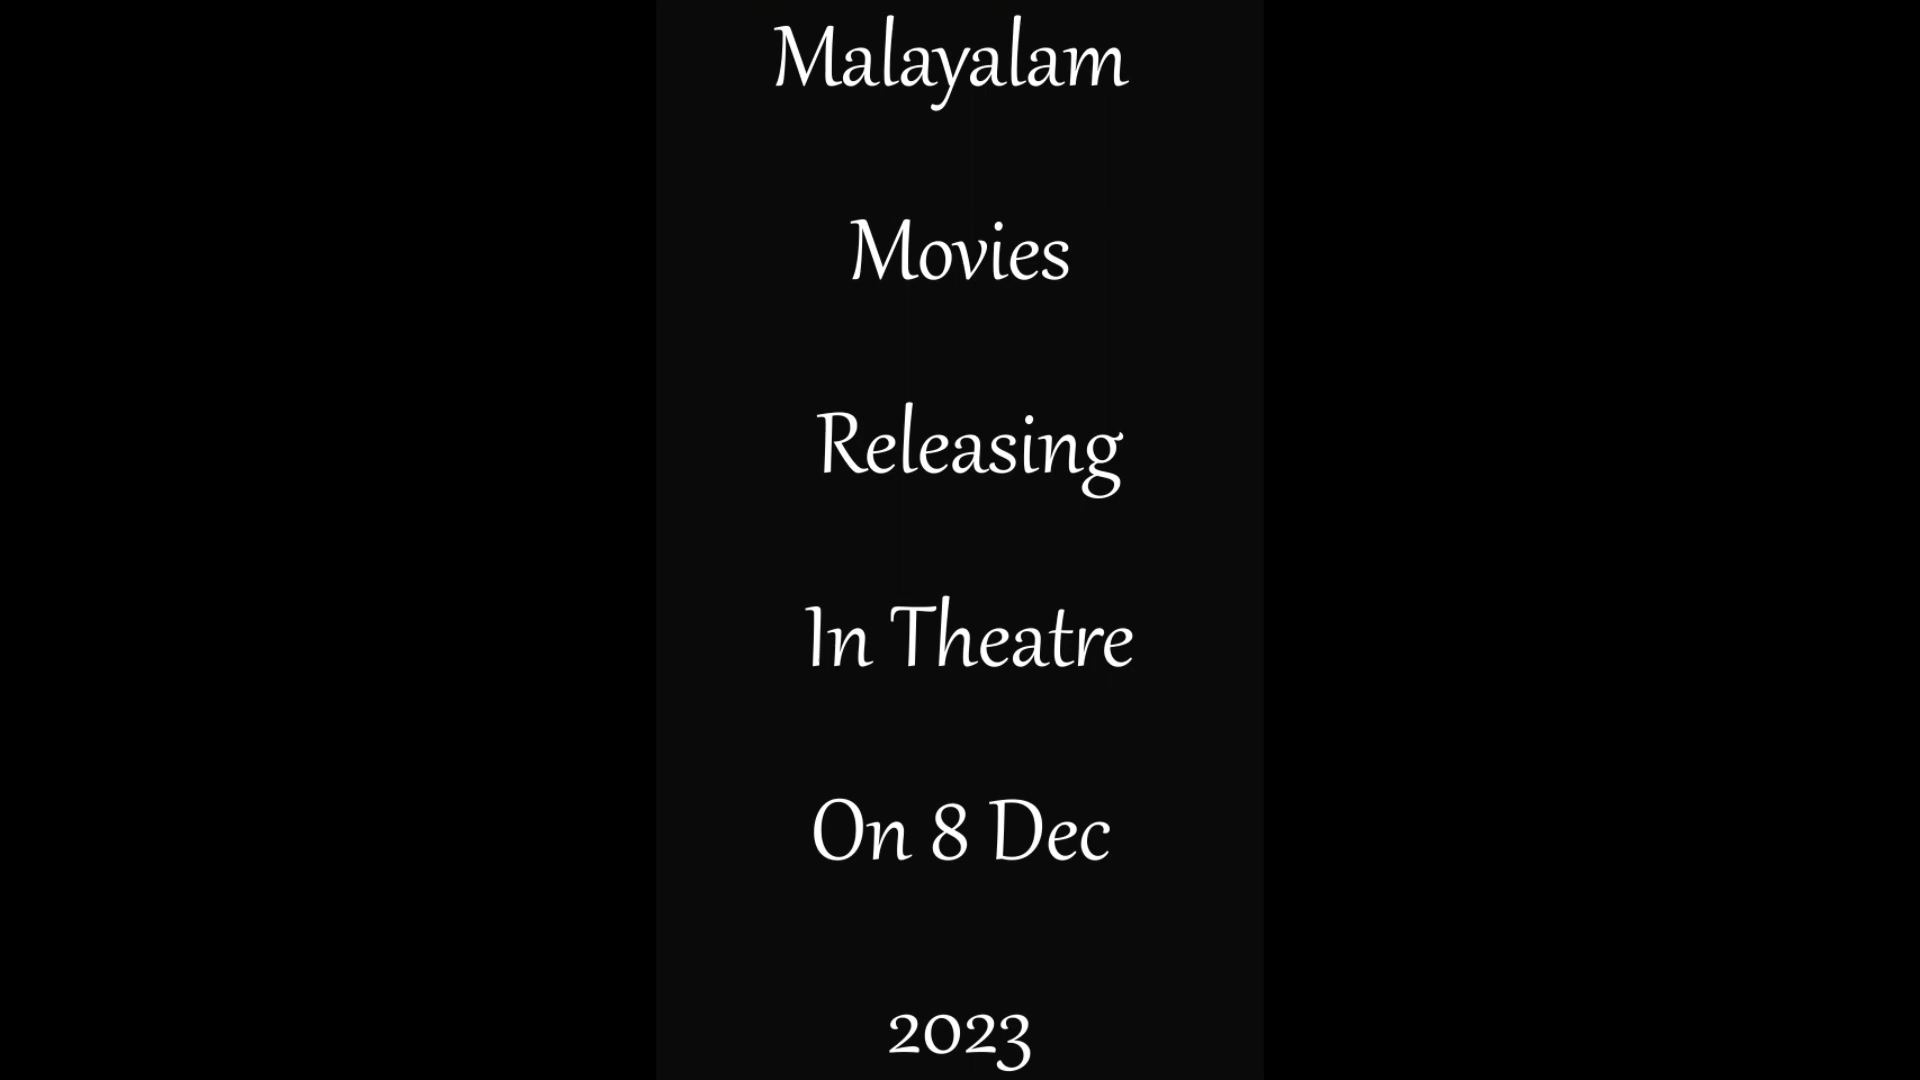 Malayalam
Movies
Releasing
In Theatre
On 8 Dec
2023